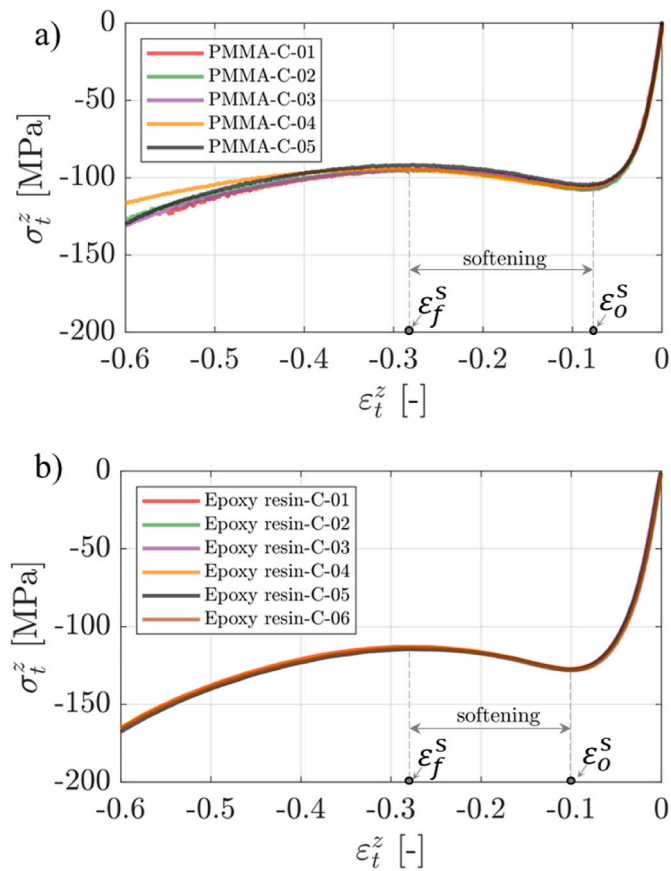 a)
0
-50
-100
-150
-200
σ_t^z [MPa]
PMMA-C-01
PMMA-C-02
PMMA-C-03
PMMA-C-04
PMMA-C-05
softening
ε_f^s
ε_o^s
-0.6 -0.5 -0.4 -0.3 -0.2 -0.1 0
ε_t^z [-]
b)
0
-50
-100
-150
-200
σ_t^z [MPa]
Epoxy resin-C-01
Epoxy resin-C-02
Epoxy resin-C-03
Epoxy resin-C-04
Epoxy resin-C-05
Epoxy resin-C-06
softening
ε_f^s
ε_o^s
-0.6 -0.5 -0.4 -0.3 -0.2 -0.1 0
ε_t^z [-]